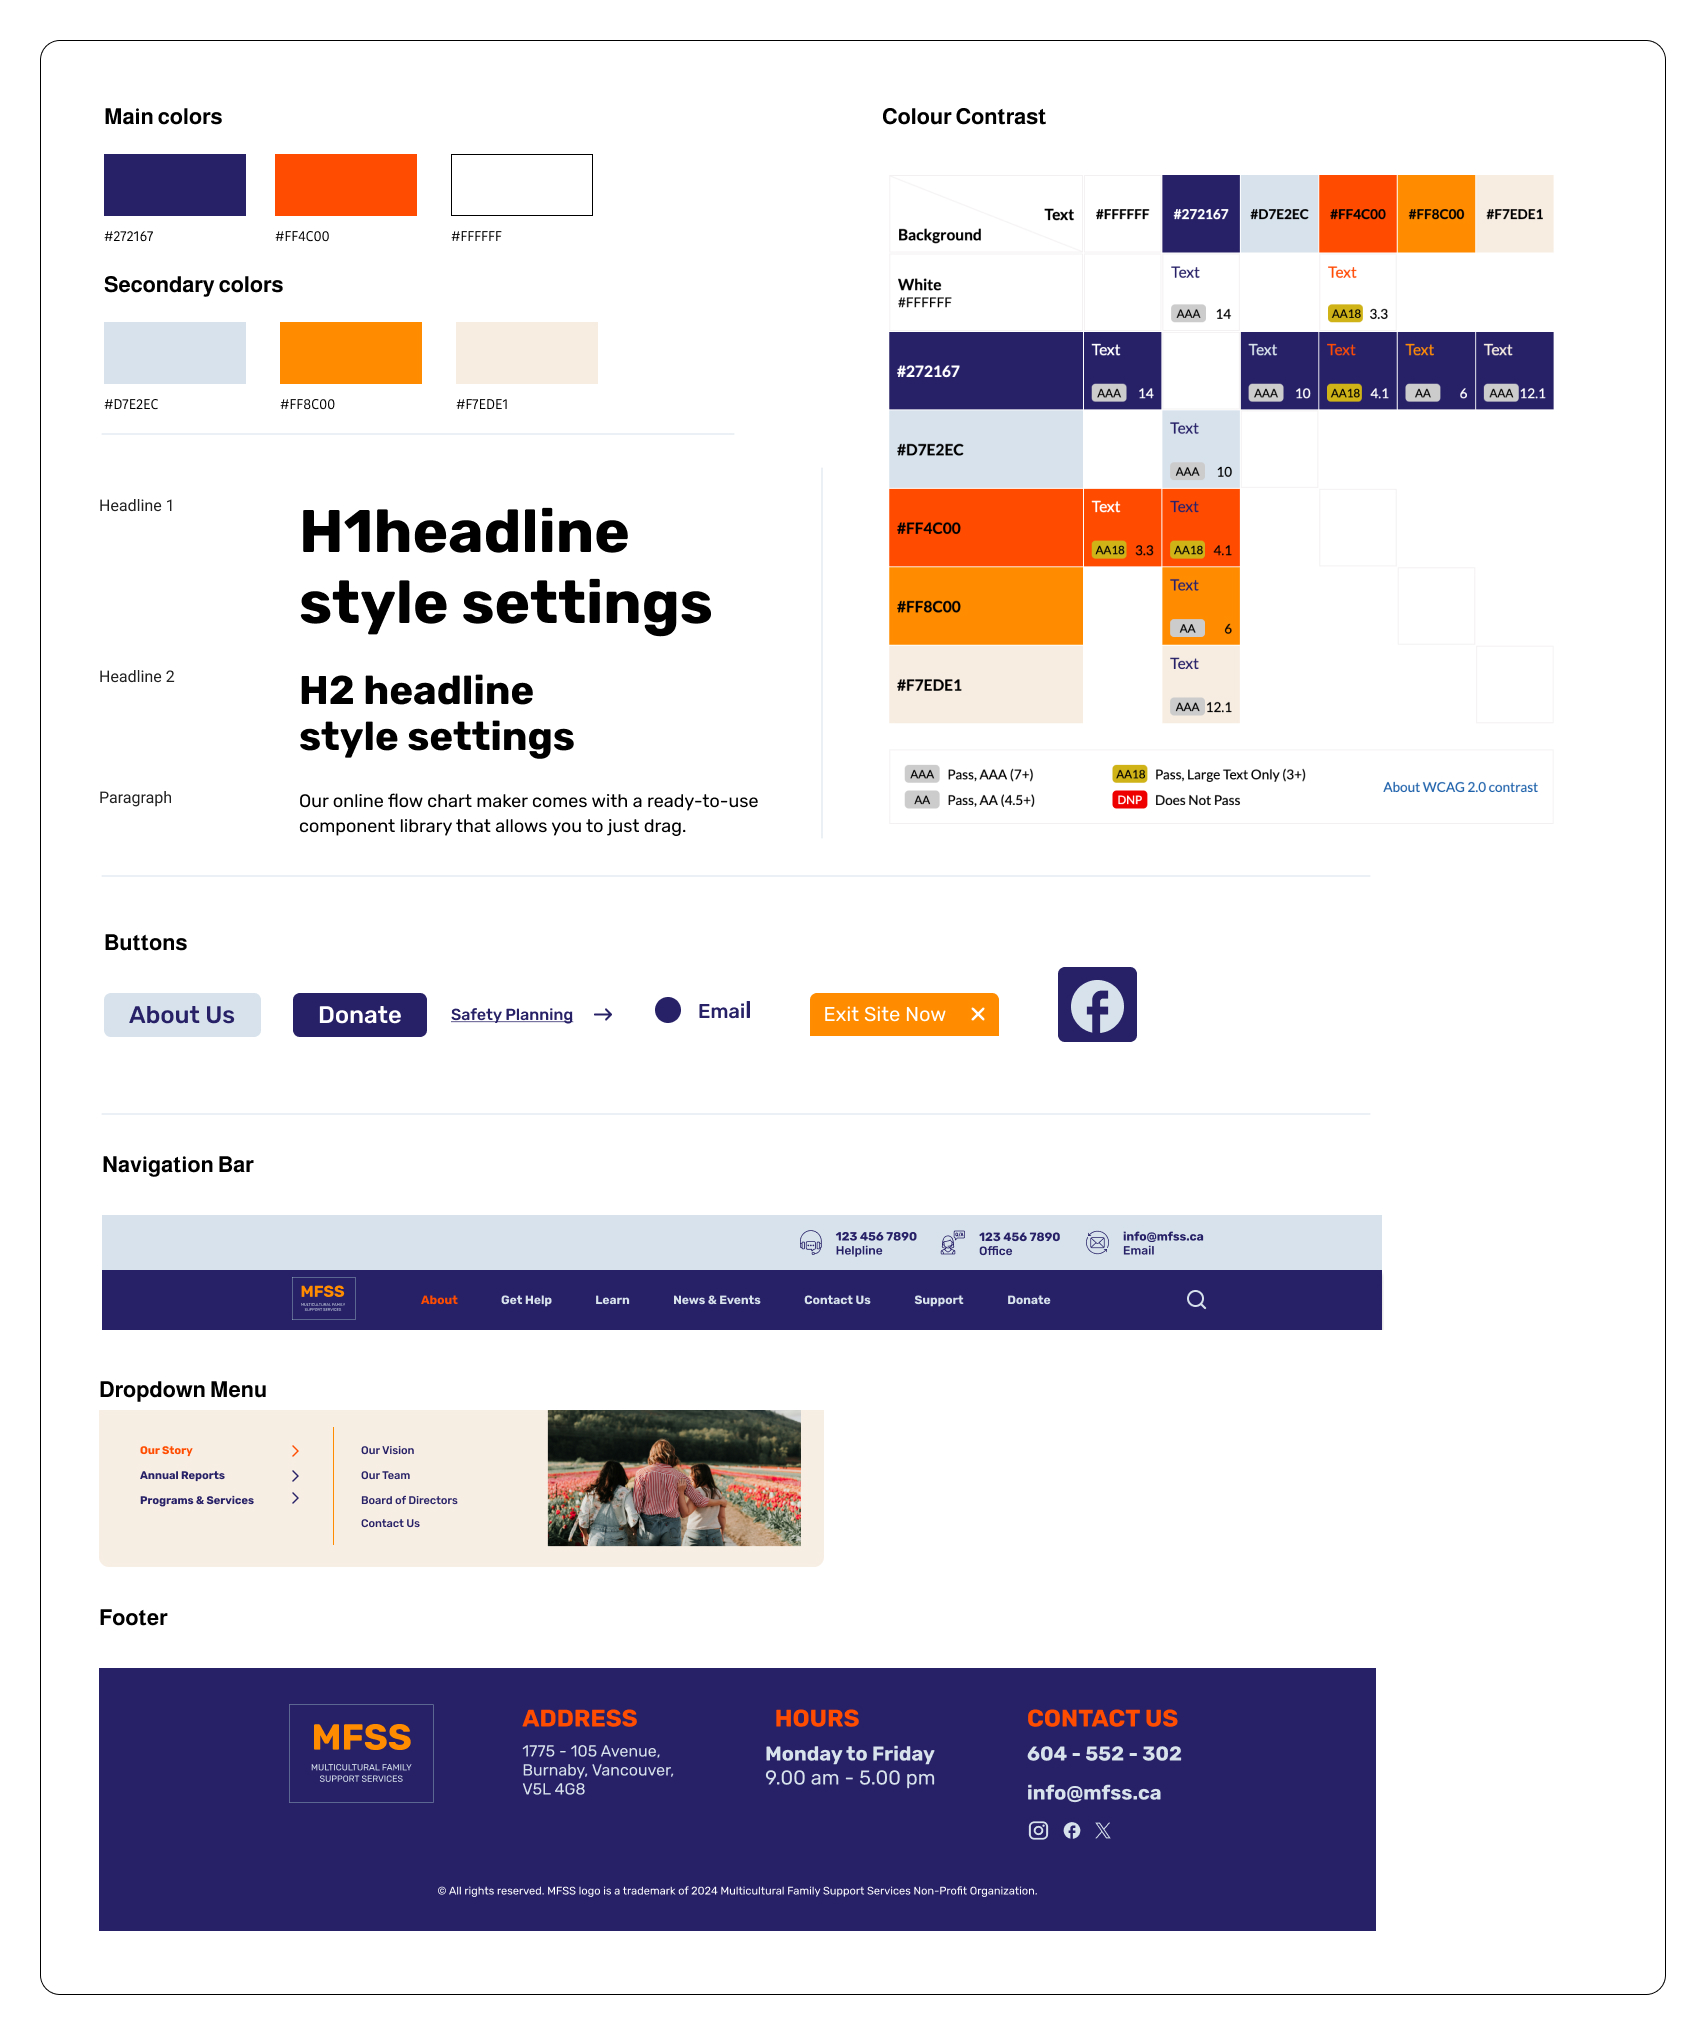 Main colors
#272167
#FF4C00
#FFFFFF
Secondary colors
#D7E2EC
#FF8C00
#F7EDE1
Colour Contrast
Text
Background
#FFFFFF
#272167
#D7E2EC
#FF4C00
#FF8C00
#F7EDE1
White
#FFFFFF
Text
AAA 14
Text
AA18 3.3
#272167
Text
AAA 14
Text
AAA 10
Text
AA18 4.1
Text
AA 6
Text
AAA 12.1
#D7E2EC
Text
AAA 10
#FF4C00
Text
AA18 3.3
Text
AA18 4.1
#FF8C00
Text
AA 6
#F7EDE1
Text
AAA 12.1
AAA Pass, AAA (7+)
AA Pass, AA (4.5+)
AA18 Pass, Large Text Only (3+)
DNP Does Not Pass
About WCAG 2.0 contrast
Headline 1
H1headline
style settings
Headline 2
H2 headline
style settings
Paragraph
Our online flow chart maker comes with a ready-to-use
component library that allows you to just drag.
Buttons
About Us
Donate
Safety Planning
Email
Exit Site Now
Navigation Bar
123 456 7890
Helpline
123 456 7890
Office
info@mfss.ca
Email
MFSS
MULTICULTURAL FAMILY
SUPPORT SERVICES
About
Get Help
Learn
News & Events
Contact Us
Support
Donate
Dropdown Menu
Our Story
Annual Reports
Programs & Services
Our Vision
Our Team
Board of Directors
Contact Us
Footer
MFSS
MULTICULTURAL FAMILY
SUPPORT SERVICES
ADDRESS
1775 - 105 Avenue,
Burnaby, Vancouver,
V5L 4G8
HOURS
Monday to Friday
9.00 am - 5.00 pm
CONTACT US
604 - 552 - 302
info@mfss.ca
© All rights reserved. MFSS logo is a trademark of 2024 Multicultural Family Support Services Non-Profit Organization.